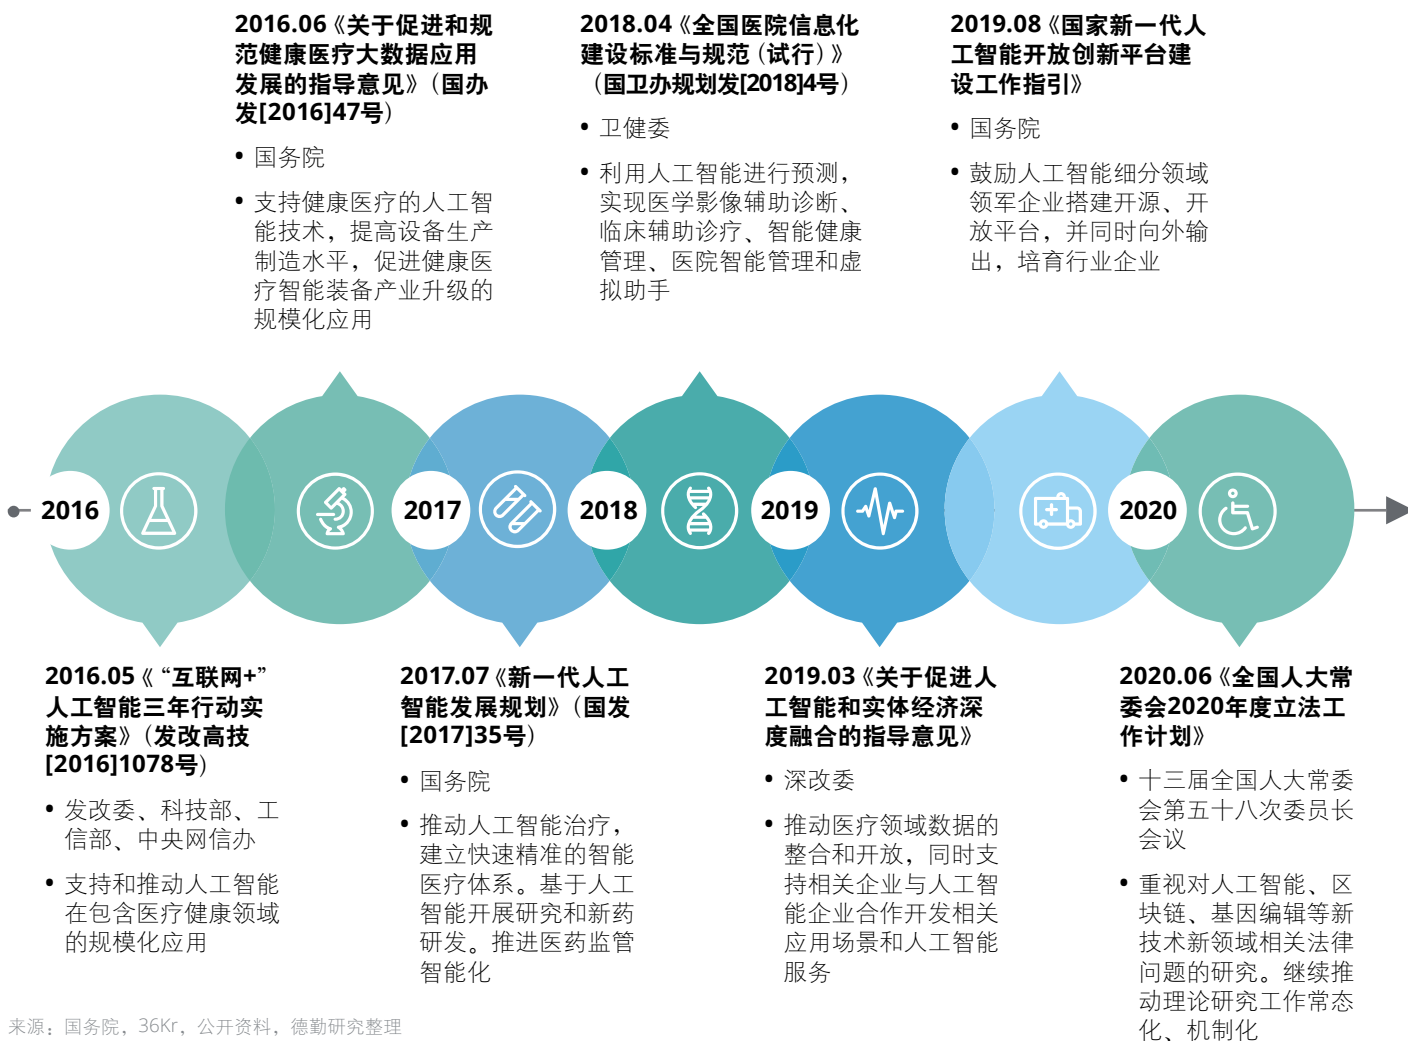 2016.06《关于促进和规
范健康医疗大数据应用
发展的指导意见》（国办
发[2016]47号）
• 国务院
• 支持健康医疗的人工智
能技术，提高设备生产
制造水平，促进健康医
疗智能装备产业升级的
规模化应用
2018.04《全国医院信息化
建设标准与规范（试行）》
（国卫办规划发[2018]4号）
• 卫健委
• 利用人工智能进行预测，
实现医学影像辅助诊断、
临床辅助诊疗、智能健康
管理、医院智能管理和虚
拟助手
2019.08《国家新一代人
工智能开放创新平台建
设工作指引》
• 国务院
• 鼓励人工智能细分领域
领军企业搭建开源、开
放平台，并同时向外输
出，培育行业企业
2016
2017
2018
2019
2020
2016.05《“互联网+”
人工智能三年行动实
施方案》（发改高技
[2016]1078号）
• 发改委、科技部、工
信部、中央网信办
• 支持和推动人工智能
在包含医疗健康领域
的规模化应用
2017.07《新一代人工
智能发展规划》（国发
[2017]35号）
• 国务院
• 推动人工智能治疗，
建立快速精准的智能
医疗体系。基于人工
智能开展研究和新药
研发。推进医药监管
智能化
2019.03《关于促进人
工智能和实体经济深
度融合的指导意见》
• 深改委
• 推动医疗领域数据的
整合和开放，同时支
持相关企业与人工智
能企业合作开发相关
应用场景和人工智能
服务
2020.06《全国人大常
委会2020年度立法工
作计划》
• 十三届全国人大常委
会第五十八次委员长
会议
• 重视对人工智能、区
块链、基因编辑等新
技术新领域相关法律
问题的研究。继续推
动理论研究工作常态
化、机制化
来源：国务院，36Kr，公开资料，德勤研究整理